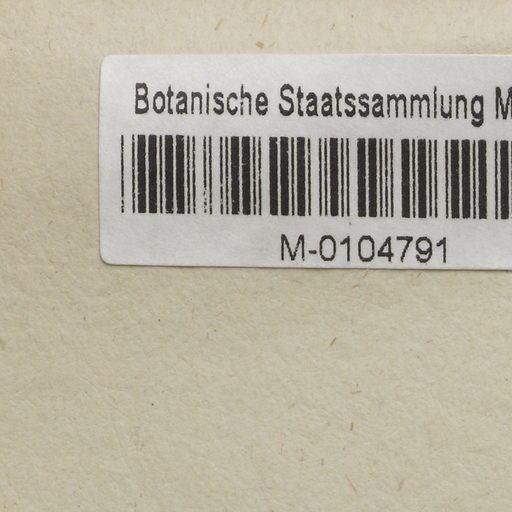 Botanische Staatssammlung M
M-0104791